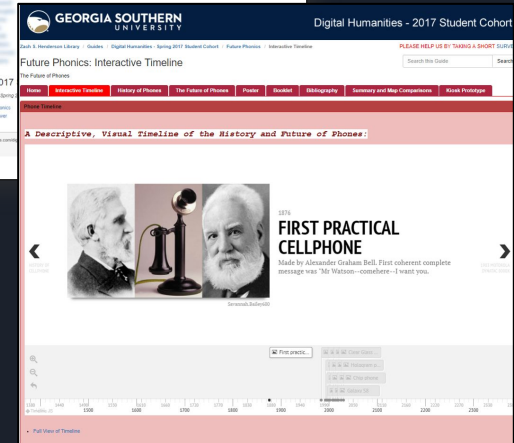 GEORGIA SOUTHERN
UNIVERSITY
Digital Humanities - 2017 Student Cohort
Zach S. Henderson Library / Guides / Digital Humanities - Spring 2017 Student Cohort / Future Phonics / Interactive Timeline
PLEASE HELP US BY TAKING A SHORT SURVE
Future Phonics: Interactive Timeline
Search this Guide
Search
The Future of Phones
Home
Interactive Timeline
History of Phones
The Future of Phones
Poster
Booklet
Bibliography
Summary and Map Comparisons
Kiosk Prototype
Phone Timeline
A Descriptive, Visual Timeline of the History and Future of Phones:
1876
FIRST PRACTICAL
CELLPHONE
Made by Alexander Graham Bell. First coherent complete
message was "Mr Watson--comehere--I want you.
First practic...
1500
1600
1700
1800
1900
2000
2100
2200
2300
Full View of Timeline
017
Spring